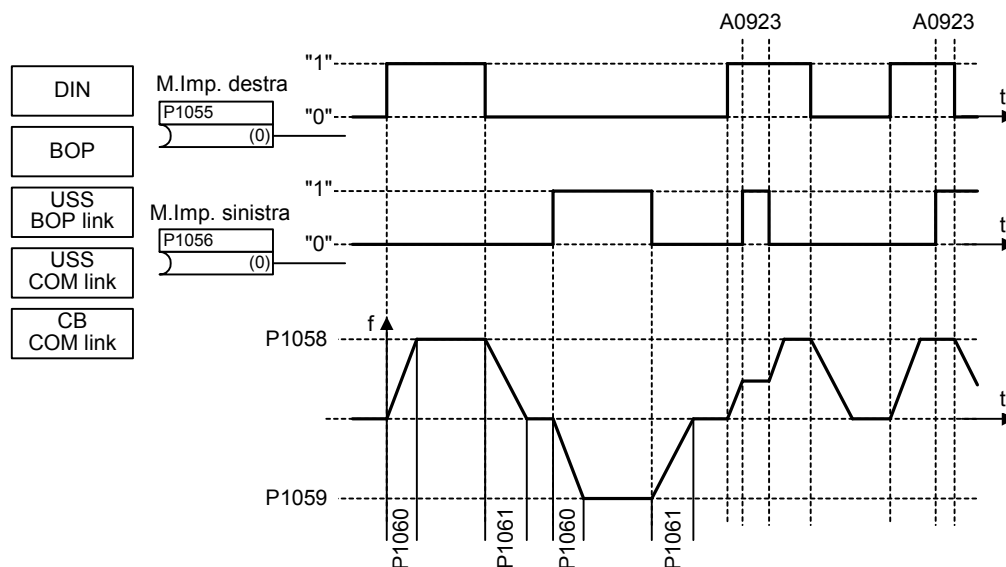 A0923 A0923
DIN
BOP
USS
BOP link
USS
COM link
CB
COM link
M.Imp. destra
P1055
(0)
"1"
"0"
t
M.Imp. sinistra
P1056
(0)
"1"
"0"
t
f
P1058
t
P1059
P1060 P1061 P1060 P1061